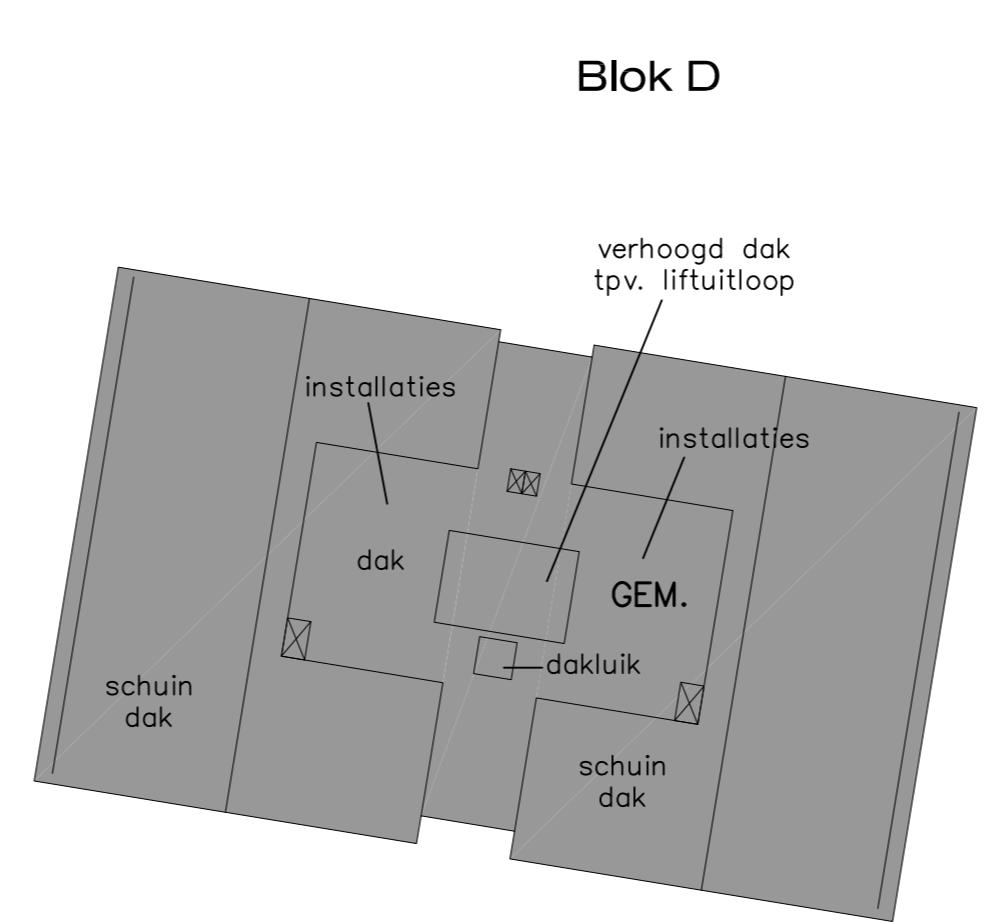 Blok D
verhoogd dak
tpv. liftuitloop
installaties
installaties
dak
GEM.
dakluik
schuin
dak
schuin
dak